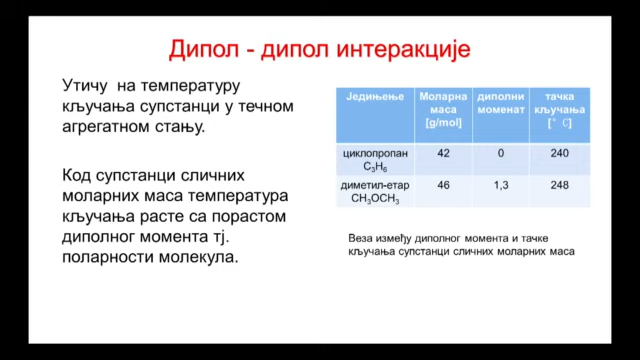 Дипол - дипол интеракције
Утичу на температуру
кључања супстанци у течном
агрегатном стању.
Код супстанци сличних
моларних маса температура
кључања расте са порастом
диполног момента тј.
поларности молекула.
Једињење Моларна маса [g/mol] диполни моменат тачка кључања [° C]
циклопропан C₃H₆ 42 0 240
диметил-етар CH₃OCH₃ 46 1,3 248
Веза између диполног момента и тачке
кључања супстанци сличних моларних маса